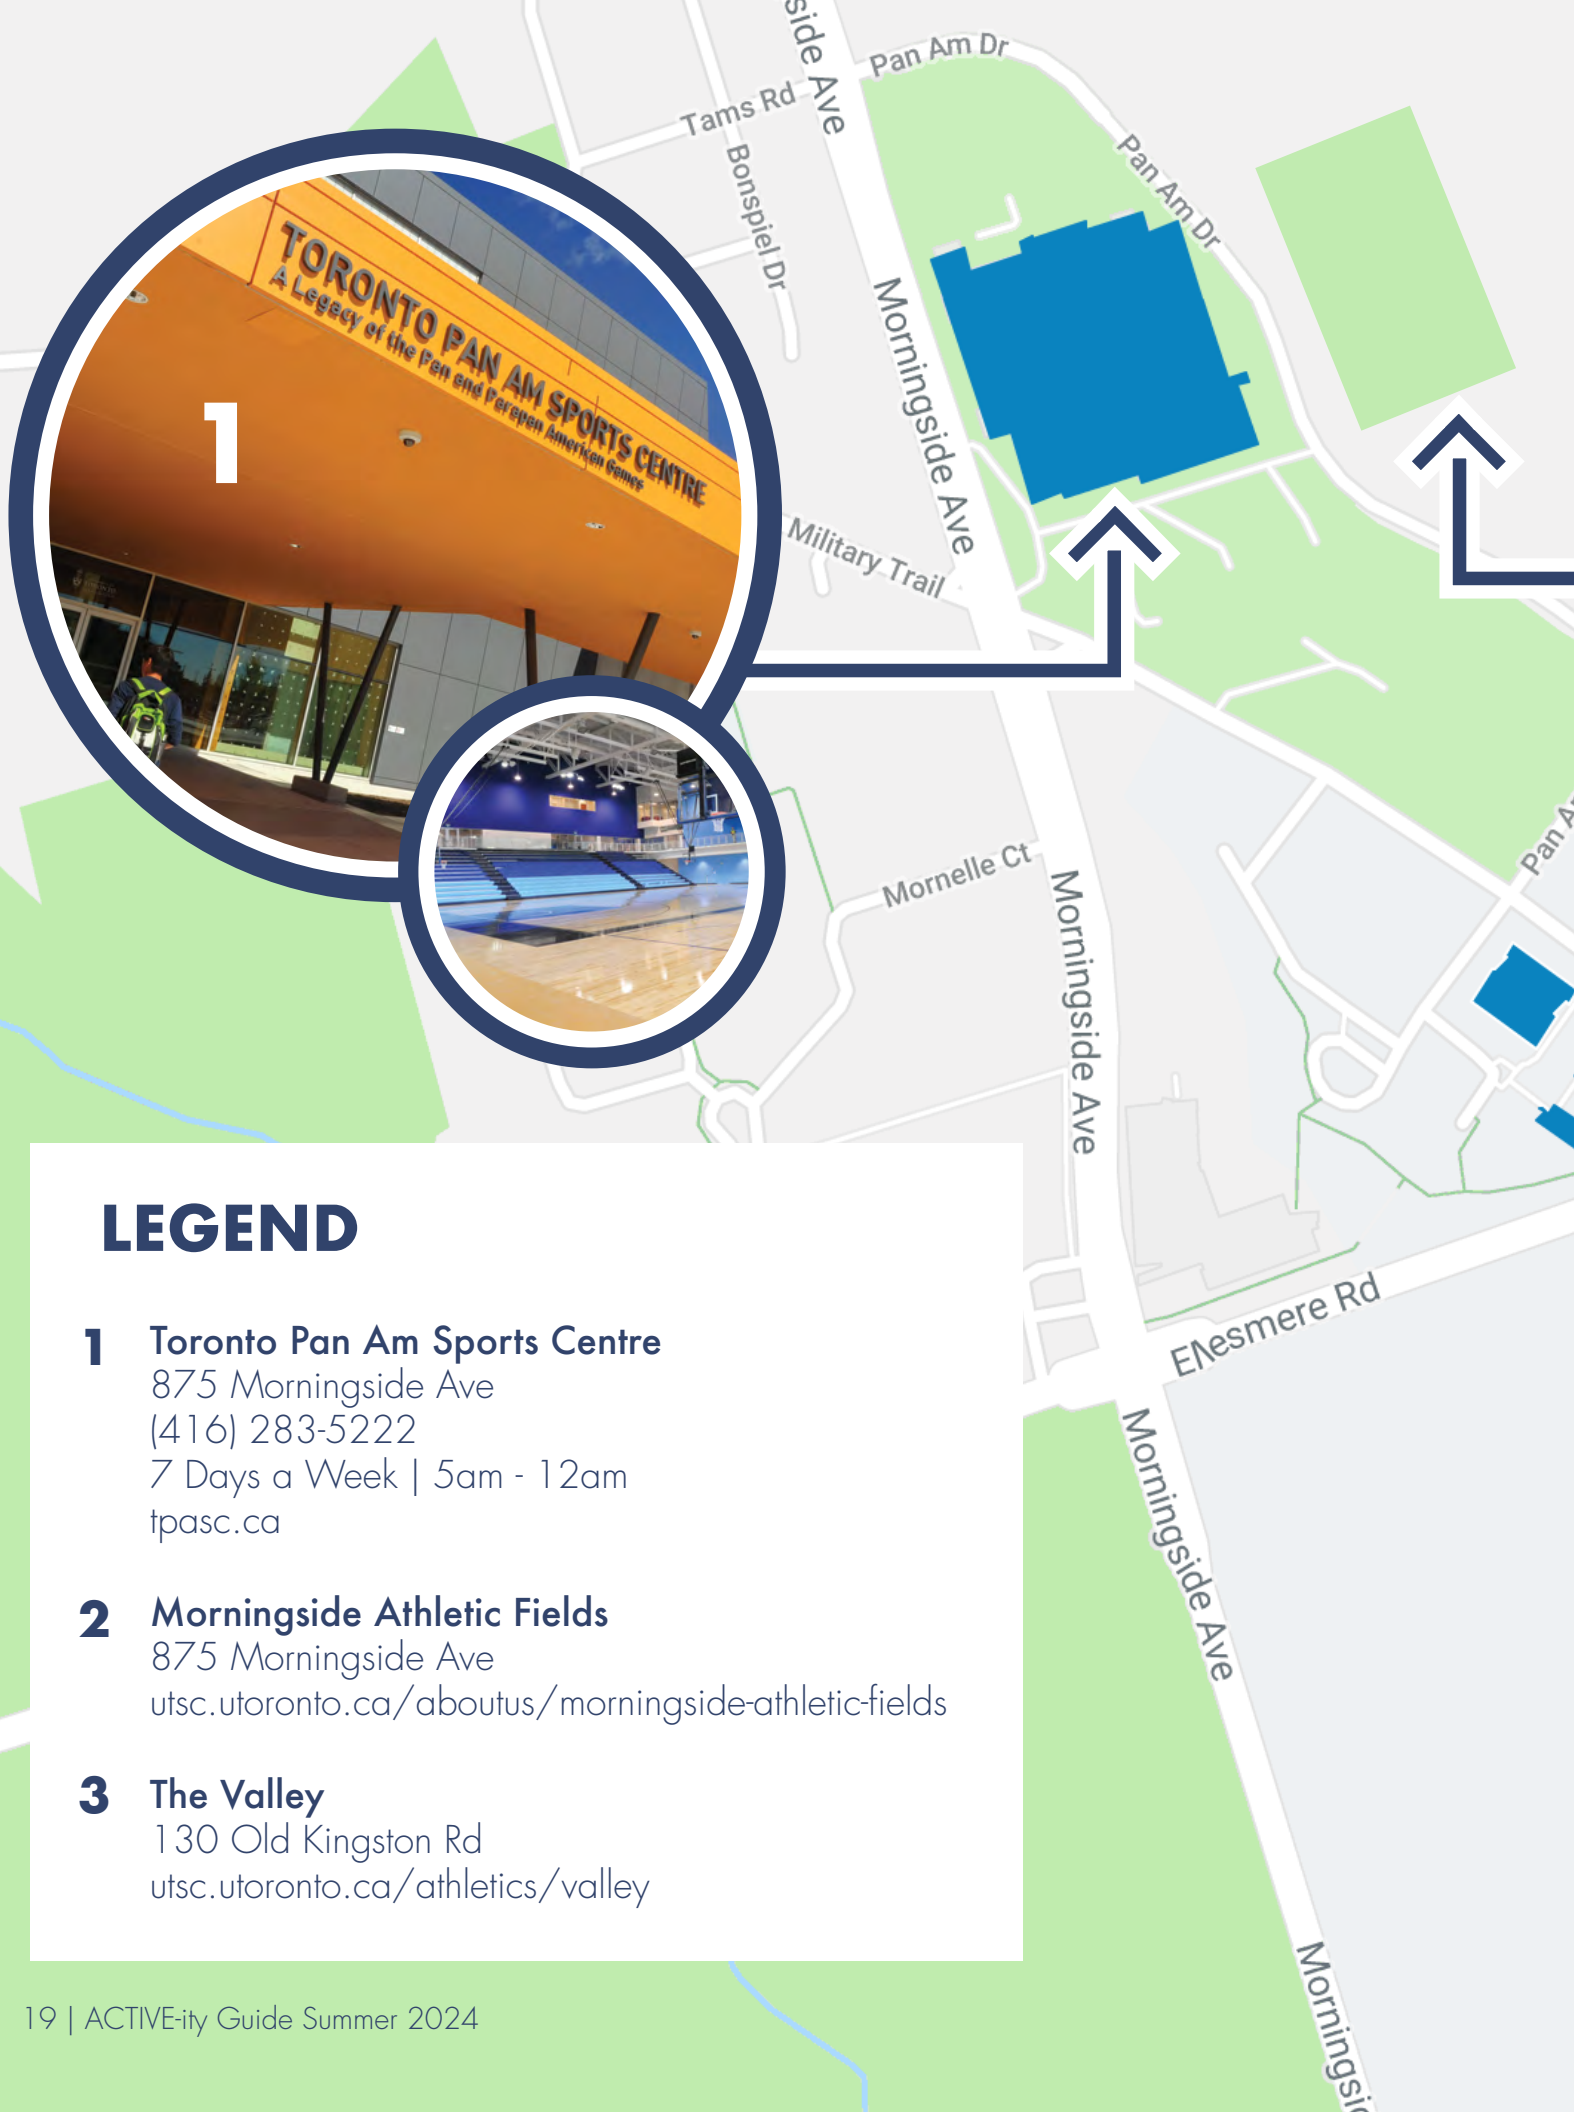 side Ave
Pan Am Dr
Tams Rd
Bonspiel Dr
Pan Am Dr
TORONTO PAN AM SPORTS CENTRE
A Legacy of the Pan and Parapan American Games
1
Morningside Ave
Military Trail
Pan A
Mornelle Ct
Morningside Ave
Ellesmere Rd
Morningside Ave
Morningsi
LEGEND
1 Toronto Pan Am Sports Centre
875 Morningside Ave
(416) 283-5222
7 Days a Week | 5am - 12am
tpasc.ca
2 Morningside Athletic Fields
875 Morningside Ave
utsc.utoronto.ca/aboutus/morningside-athletic-fields
3 The Valley
130 Old Kingston Rd
utsc.utoronto.ca/athletics/valley
19 | ACTIVE-ity Guide Summer 2024